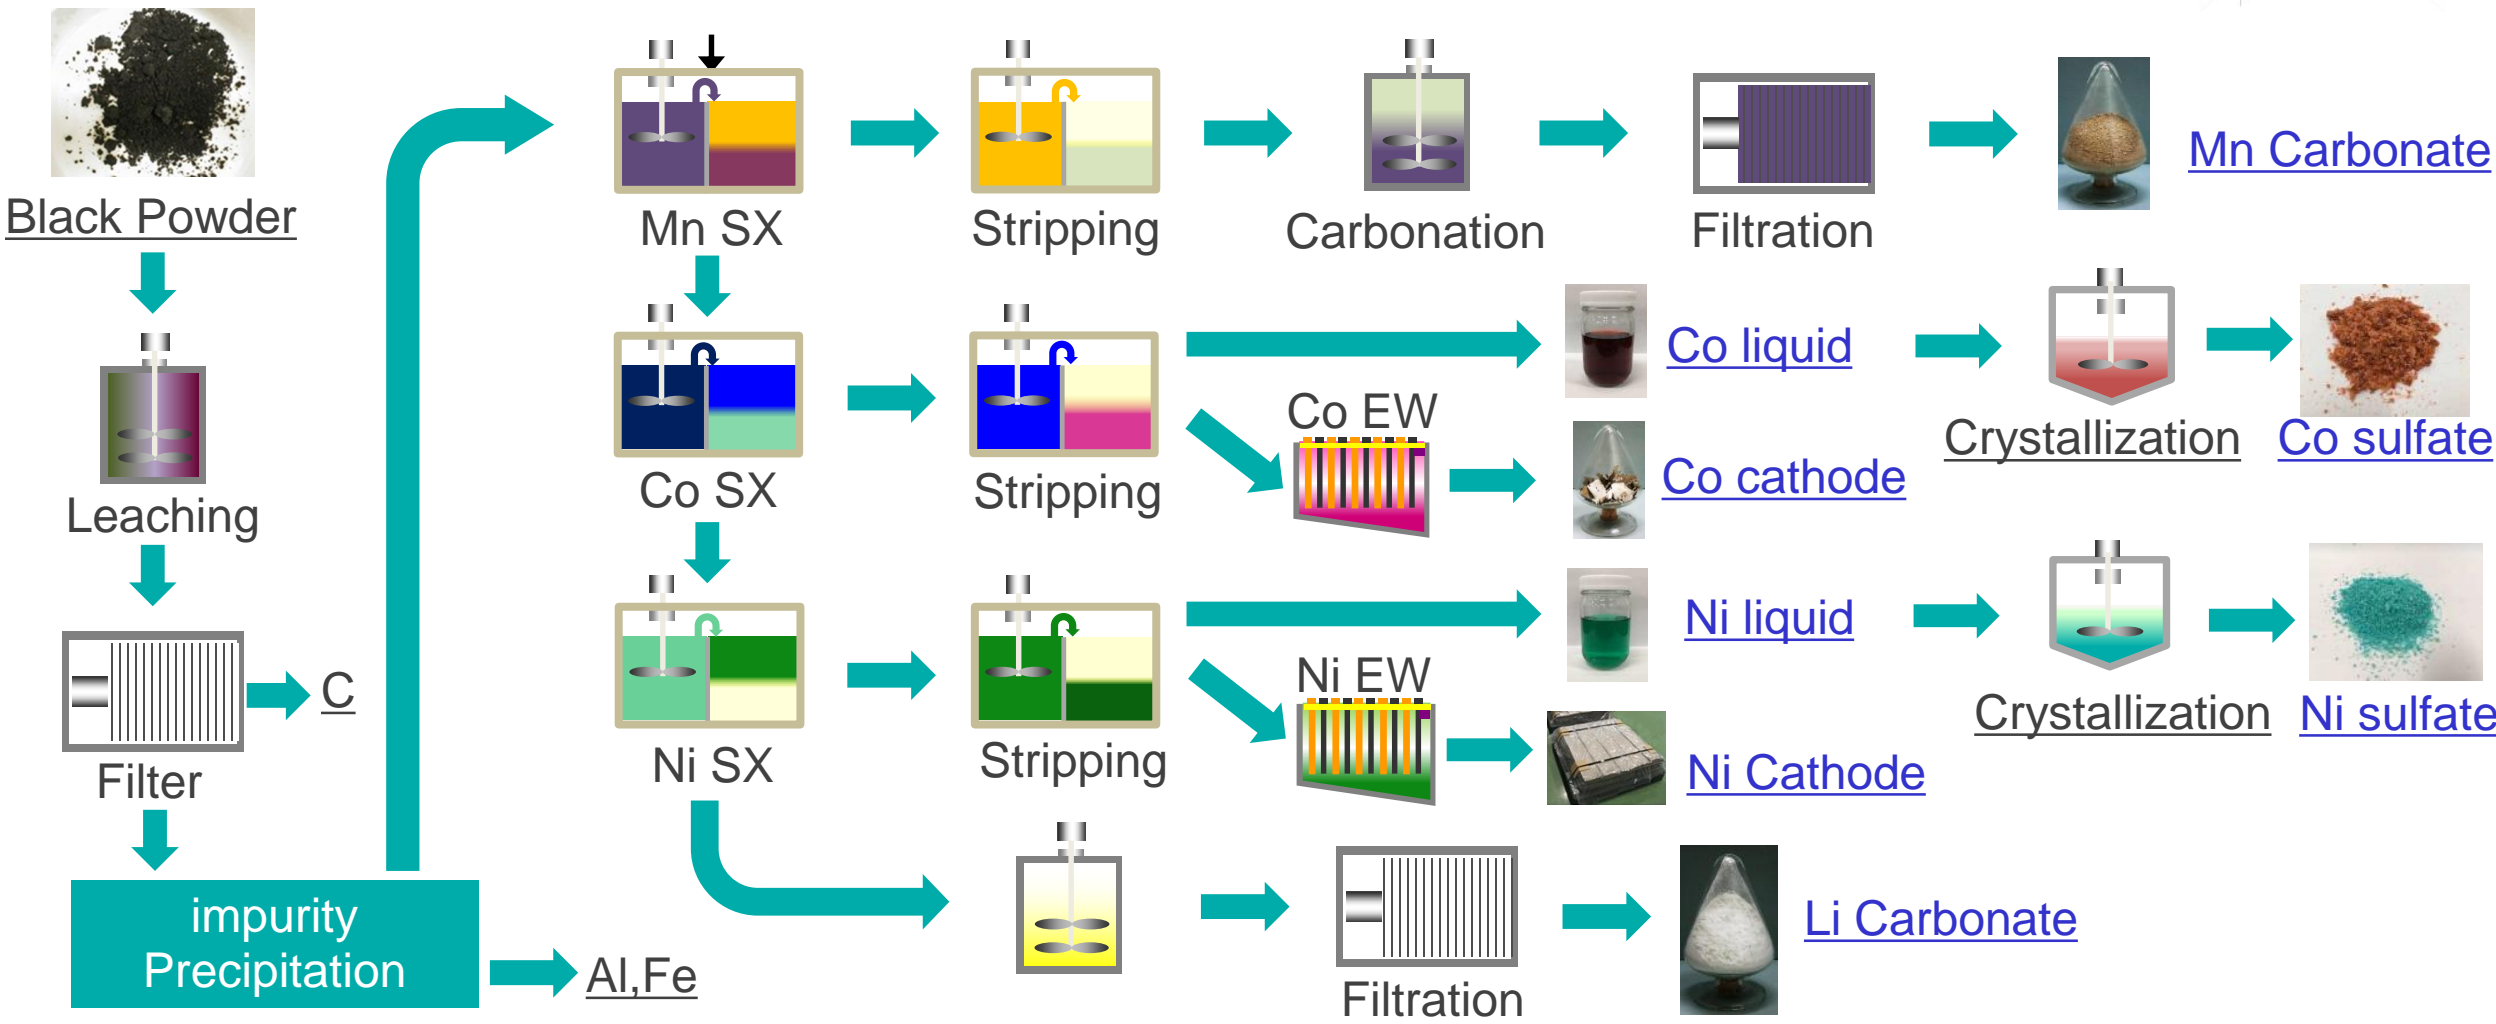 Black Powder
Leaching
Filter
C
impurity
Precipitation
Al,Fe
Mn SX
Stripping
Carbonation
Filtration
Mn Carbonate
Co SX
Stripping
Co liquid
Crystallization
Co sulfate
Co EW
Co cathode
Ni SX
Stripping
Ni liquid
Crystallization
Ni sulfate
Ni EW
Ni Cathode
Filtration
Li Carbonate